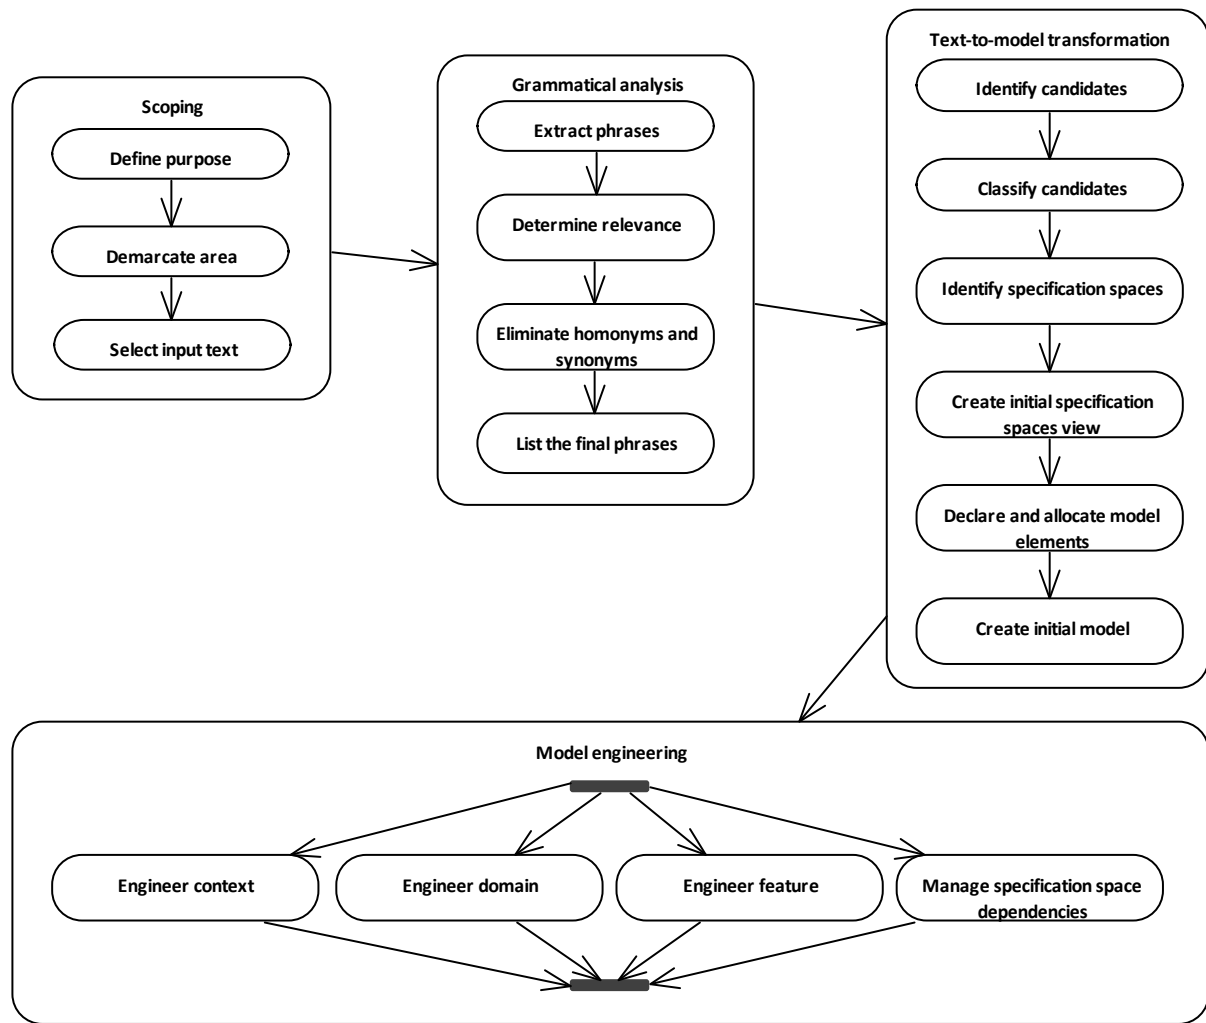 Scoping
Define purpose
Demarcate area
Select input text
Grammatical analysis
Extract phrases
Determine relevance
Eliminate homonyms and
synonyms
List the final phrases
Text-to-model transformation
Identify candidates
Classify candidates
Identify specification spaces
Create initial specification
spaces view
Declare and allocate model
elements
Create initial model
Model engineering
Engineer context
Engineer domain
Engineer feature
Manage specification space
dependencies